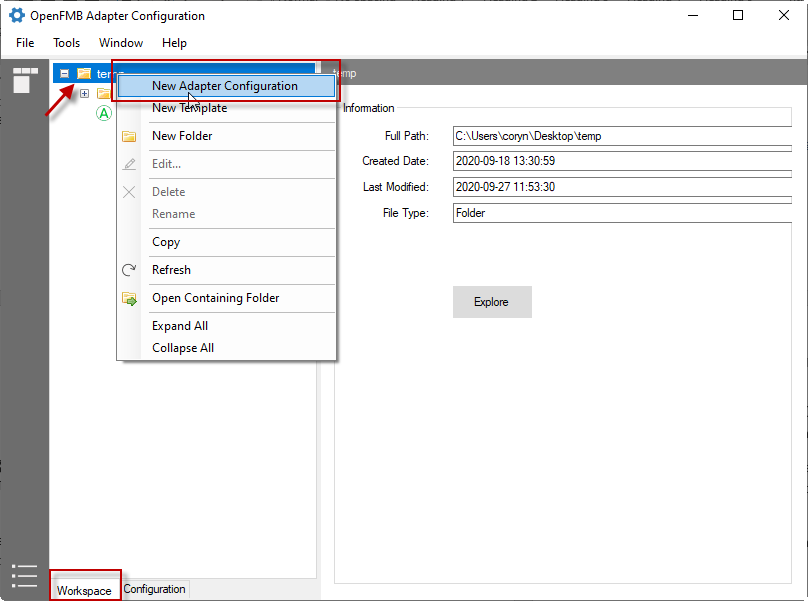 OpenFMB Adapter Configuration
File Tools Window Help
temp
New Adapter Configuration
New Template
New Folder
Edit...
Delete
Rename
Copy
Refresh
Open Containing Folder
Expand All
Collapse All
A
temp
Information
Full Path: C:\Users\coryn\Desktop\temp
Created Date: 2020-09-18 13:30:59
Last Modified: 2020-09-27 11:53:30
File Type: Folder
Explore
Workspace Configuration